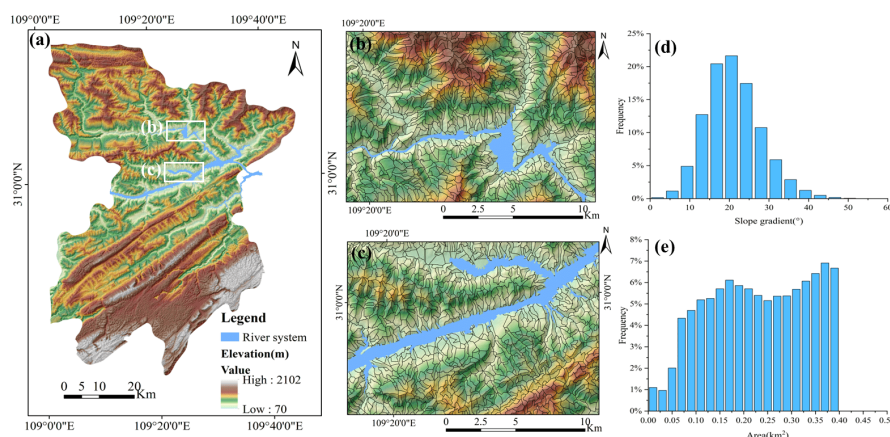 109°0'0"E 109°20'0"E 109°40'0"E
(a)
N
(b)
(c)
31°0'0"N
31°0'0"N
Legend
River system
Elevation(m)
Value
High : 2102
Low : 70
0 5 10 20
Km
109°0'0"E 109°20'0"E 109°40'0"E
(b)
N
109°20'0"E
0 2.5 5 10
Km
109°20'0"E
(c)
N
31°0'0"N
31°0'0"N
109°20'0"E
0 2.5 5 10
Km
(d)
25%
20%
15%
10%
5%
0%
Frequency
0 10 20 30 40 50 60
Slope gradient(°)
(e)
8%
7%
6%
5%
4%
3%
2%
1%
0%
Frequency
0.00 0.05 0.10 0.15 0.20 0.25 0.30 0.35 0.40 0.45
Area(km²)